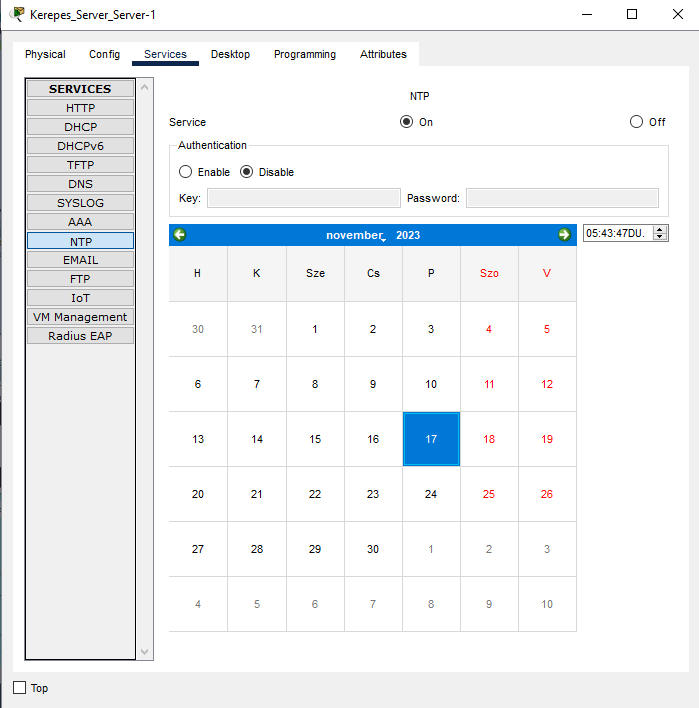 Kerepes_Server_Server-1
Physical Config Services Desktop Programming Attributes
SERVICES
HTTP
DHCP
DHCPv6
TFTP
DNS
SYSLOG
AAA
NTP
EMAIL
FTP
IoT
VM Management
Radius EAP
NTP
Service On Off
Authentication
Enable Disable
Key: Password:
november 2023
05:43:47DU.
H K Sze Cs P Szo V
30 31 1 2 3 4 5
6 7 8 9 10 11 12
13 14 15 16 17 18 19
20 21 22 23 24 25 26
27 28 29 30 1 2 3
4 5 6 7 8 9 10
Top